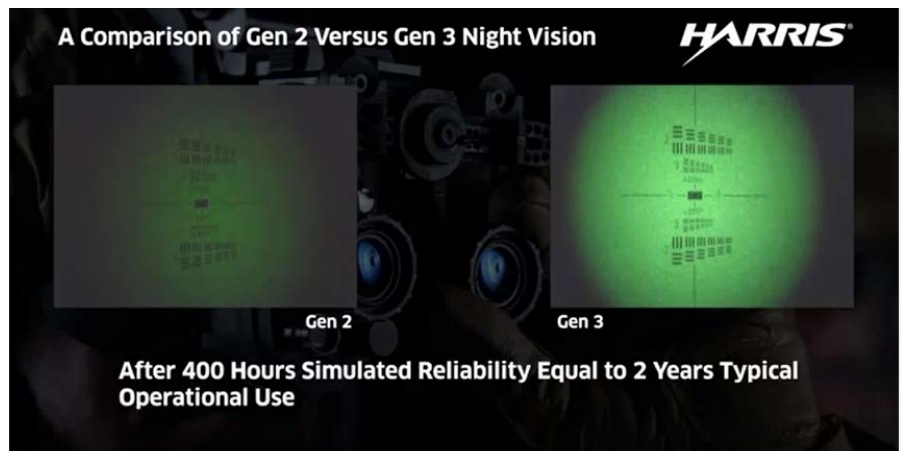 A Comparison of Gen 2 Versus Gen 3 Night Vision
HARRIS®
Gen 2
Gen 3
After 400 Hours Simulated Reliability Equal to 2 Years Typical
Operational Use